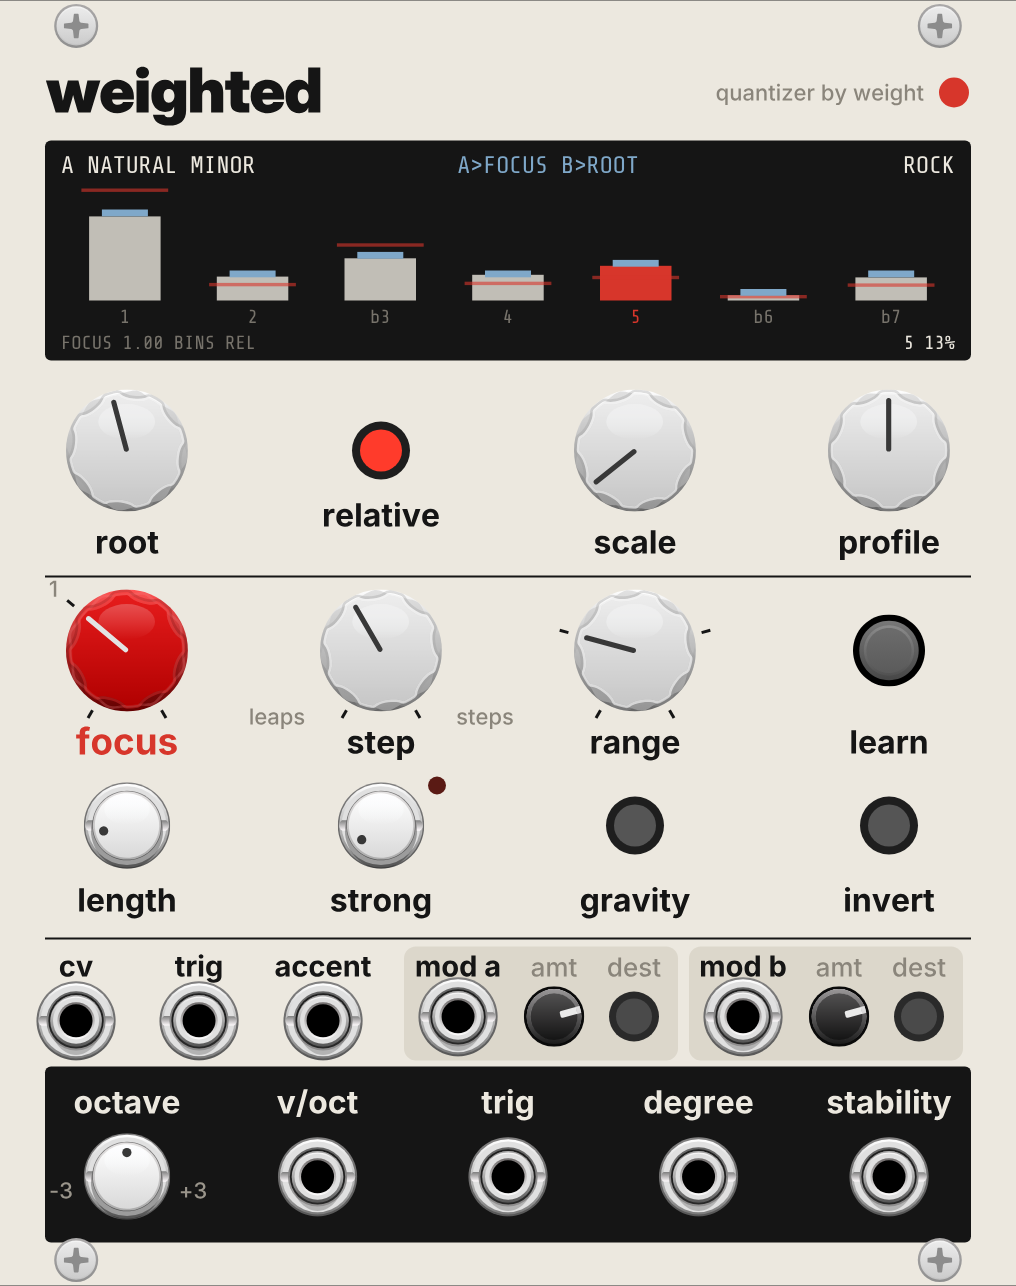 weighted
quantizer by weight
A NATURAL MINOR A>FOCUS B>ROOT ROCK
1 2 b3 4 5 b6 b7
FOCUS 1.00 BINS REL 5 13%
root relative scale profile
1
leaps steps
focus step range learn
length strong gravity invert
cv trig accent mod a amt dest mod b amt dest
octave v/oct trig degree stability
-3 +3